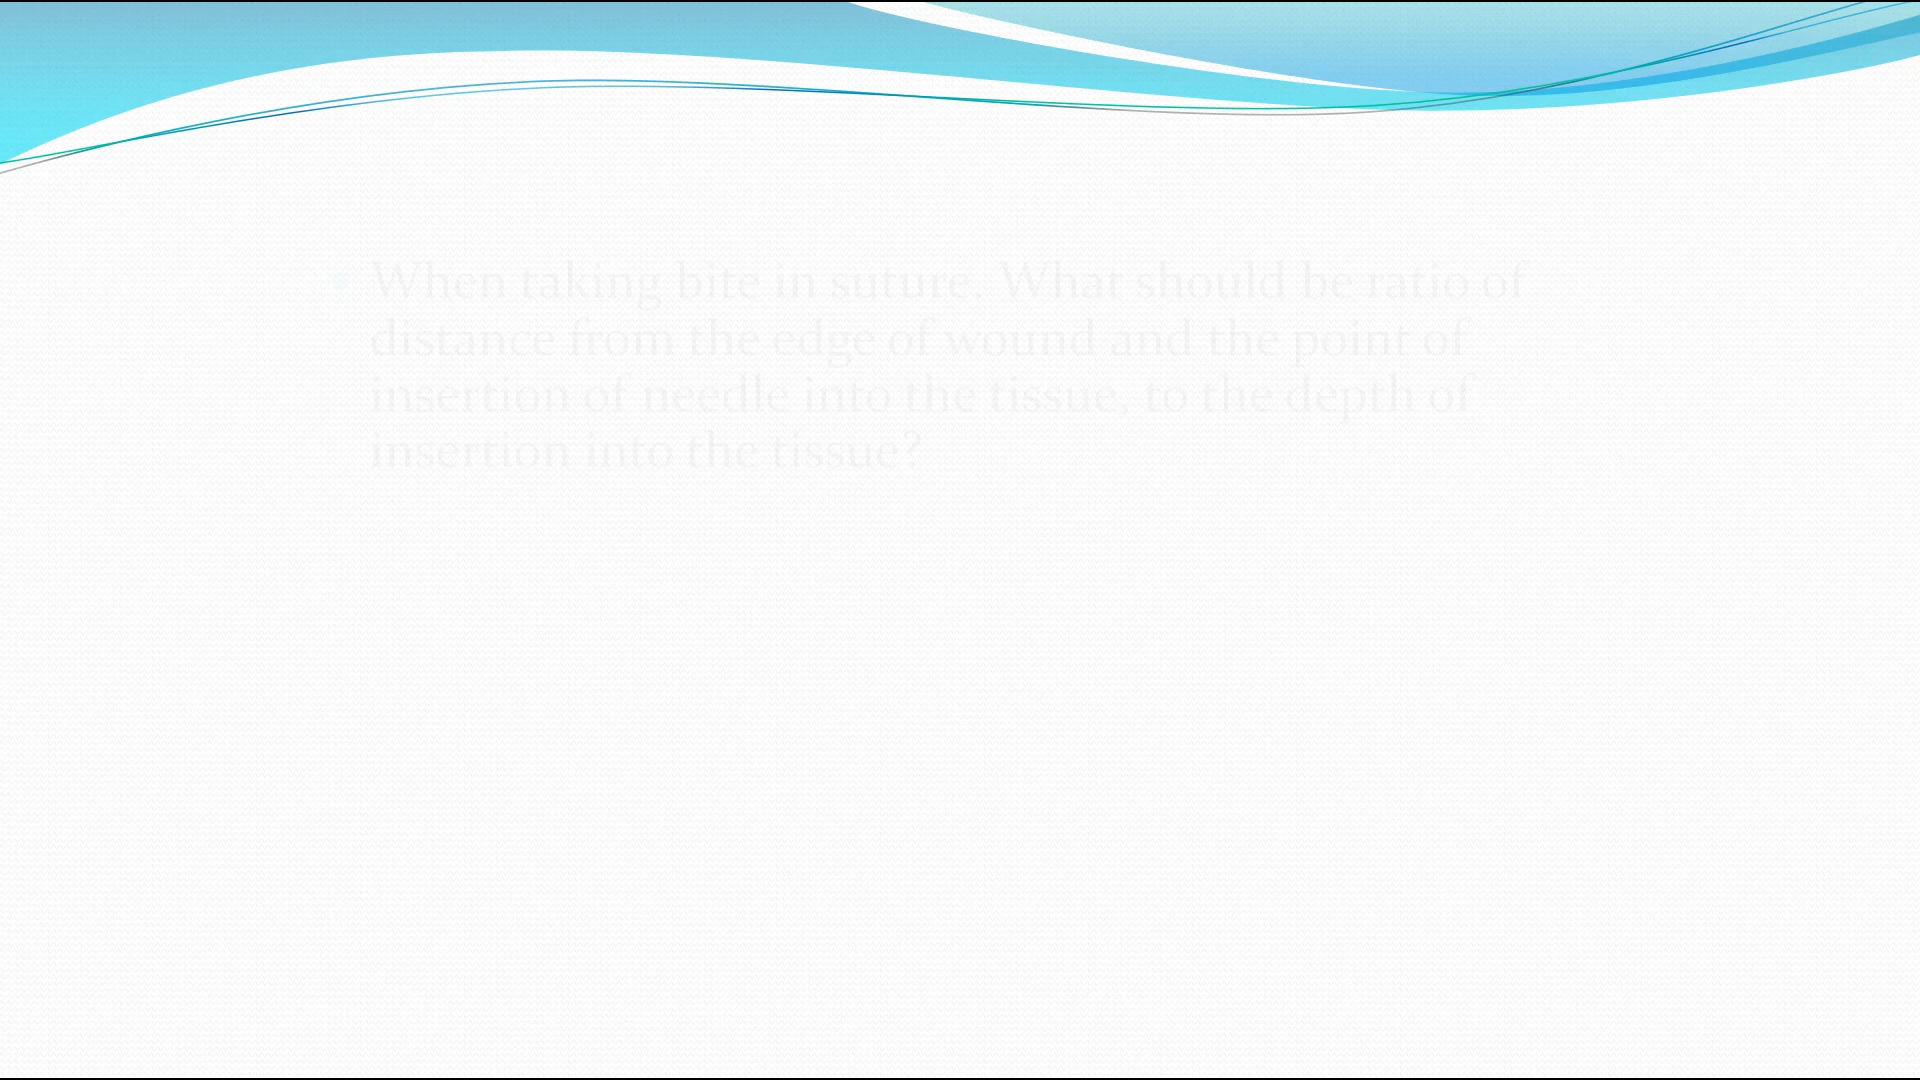 When taking bite in suture. What should be ratio of
distance from the edge of wound and the point of
insertion of needle into the tissue, to the depth of
insertion into the tissue?